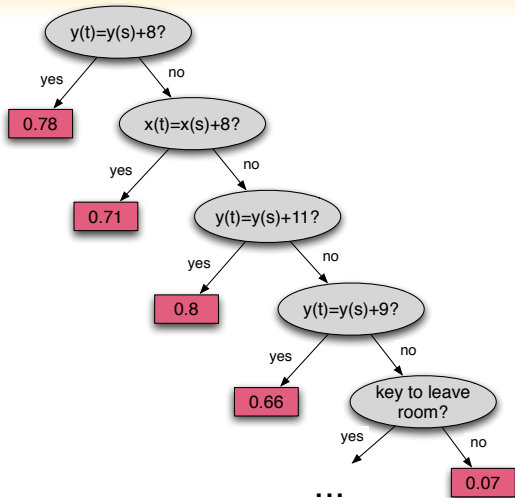 y(t)=y(s)+8?
yes
no
0.78
x(t)=x(s)+8?
yes
no
0.71
y(t)=y(s)+11?
yes
no
0.8
y(t)=y(s)+9?
yes
no
0.66
key to leave
room?
yes
no
...
0.07